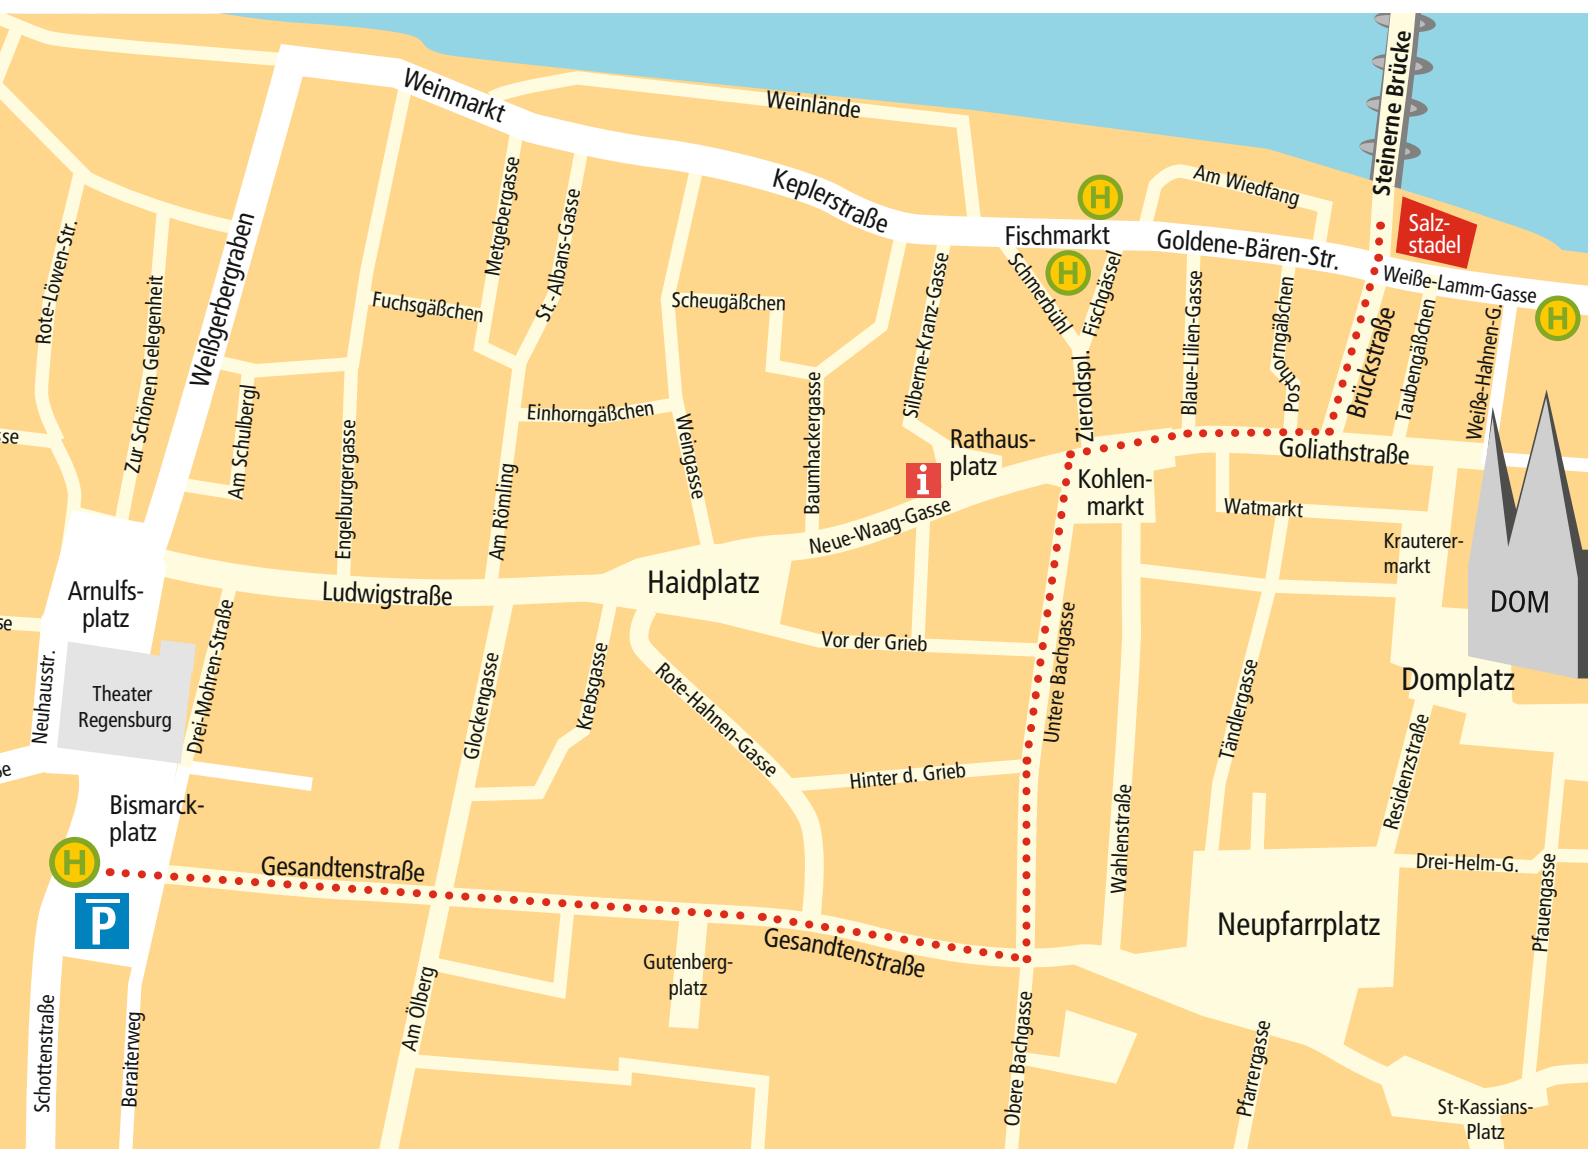 Steinerne Brücke
Weinmarkt
Weinlände
Am Wiedfang
H
Keplerstraße
Salz-
stadel
Fischmarkt
Goldene-Bären-Str.
H
Weiße-Lamm-Gasse
H
Rote-Löwen-Str.
Zur Schönen Gelegenheit
Weißgerbergraben
Metgebergasse
St.-Albans-Gasse
Fuchsgäßchen
Scheugäßchen
Silberne-Kranz-Gasse
Schmerbühl
Fischgässel
Blaue-Lilien-Gasse
Posthorngäßchen
Brückstraße
Taubengäßchen
Weiße-Hahnen-G.
sse
Am Schulbergl
Engelburgergasse
Am Römling
Einhorngäßchen
Weingasse
Baumhackergasse
Zieroldspl.
Rathaus-
platz
i
Goliathstraße
Kohlen-
markt
Watmarkt
Neue-Waag-Gasse
Krauterer-
markt
Arnulfs-
platz
Ludwigstraße
Haidplatz
DOM
se
Neuhausstr.
Theater
Regensburg
Drei-Mohren-Straße
Glockengasse
Krebsgasse
Rote-Hahnen-Gasse
Vor der Grieb
Untere Bachgasse
Tändlergasse
Domplatz
Residenzstraße
ße
Hinter d. Grieb
Wahlenstraße
Bismarck-
platz
H
P
Gesandtenstraße
Drei-Helm-G.
Pfauengasse
Neupfarrplatz
Gesandtenstraße
Gutenberg-
platz
Schottenstraße
Beraiterweg
Am Ölberg
Obere Bachgasse
Pfarrergasse
St-Kassians-
Platz